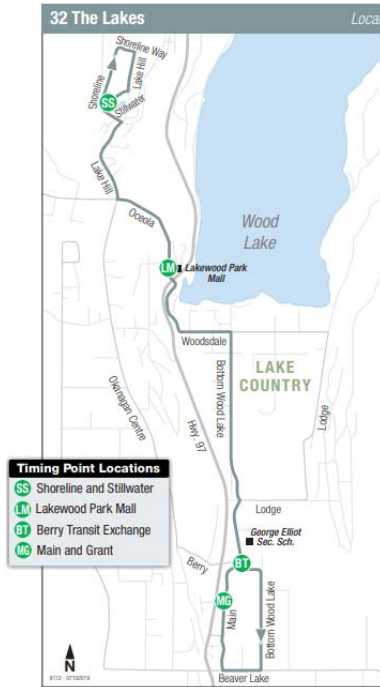 32 The Lakes
Local
Shoreline Way
Lake Hill
Shoreline
SS
Stillwater
Lake Hill
Oceola
Wood
Lake
LM
Lakewood Park
Mall
Woodsdale
Bottom Wood Lake
LAKE
COUNTRY
Okanagan Centre
Hwy. 97
Lodge
Timing Point Locations
SS Shoreline and Stillwater
LM Lakewood Park Mall
BT Berry Transit Exchange
MG Main and Grant
Lodge
George Elliot
Sec. Sch.
BT
Berry
MG
Main
Bottom Wood Lake
N
Beaver Lake